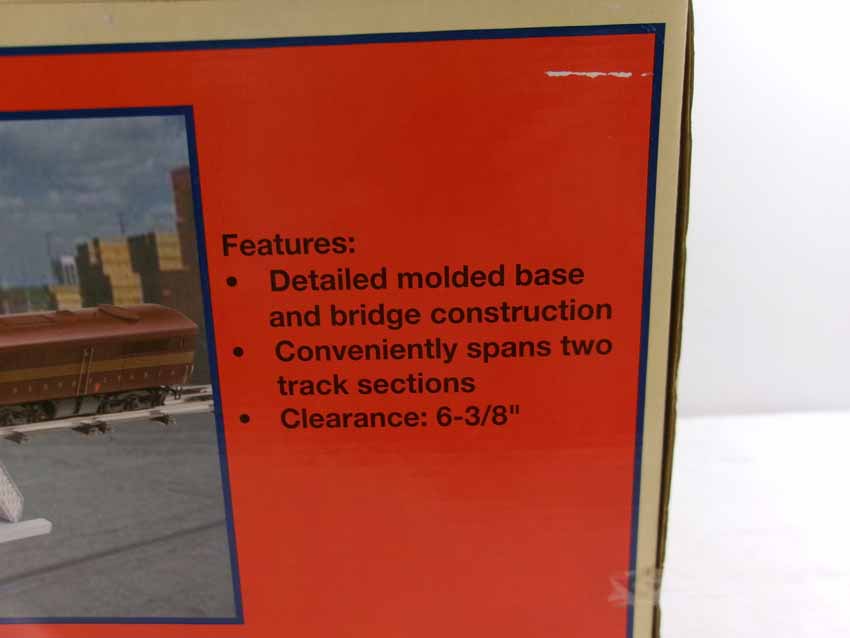 Features:
• Detailed molded base
and bridge construction
• Conveniently spans two
track sections
• Clearance: 6-3/8"